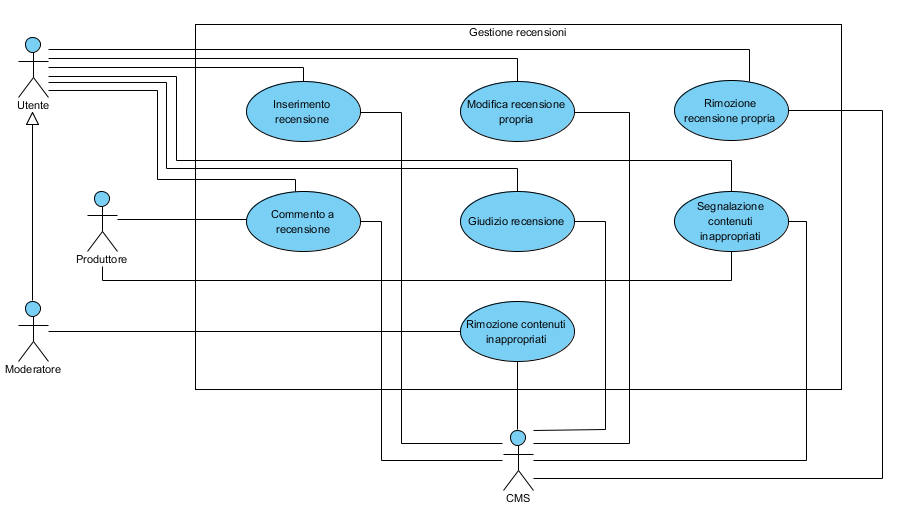 Gestione recensioni
Utente
Inserimento
recensione
Modifica recensione
propria
Rimozione
recensione propria
Commento a
recensione
Giudizio recensione
Segnalazione
contenuti
inappropriati
Produttore
Rimozione contenuti
inappropriati
Moderatore
CMS